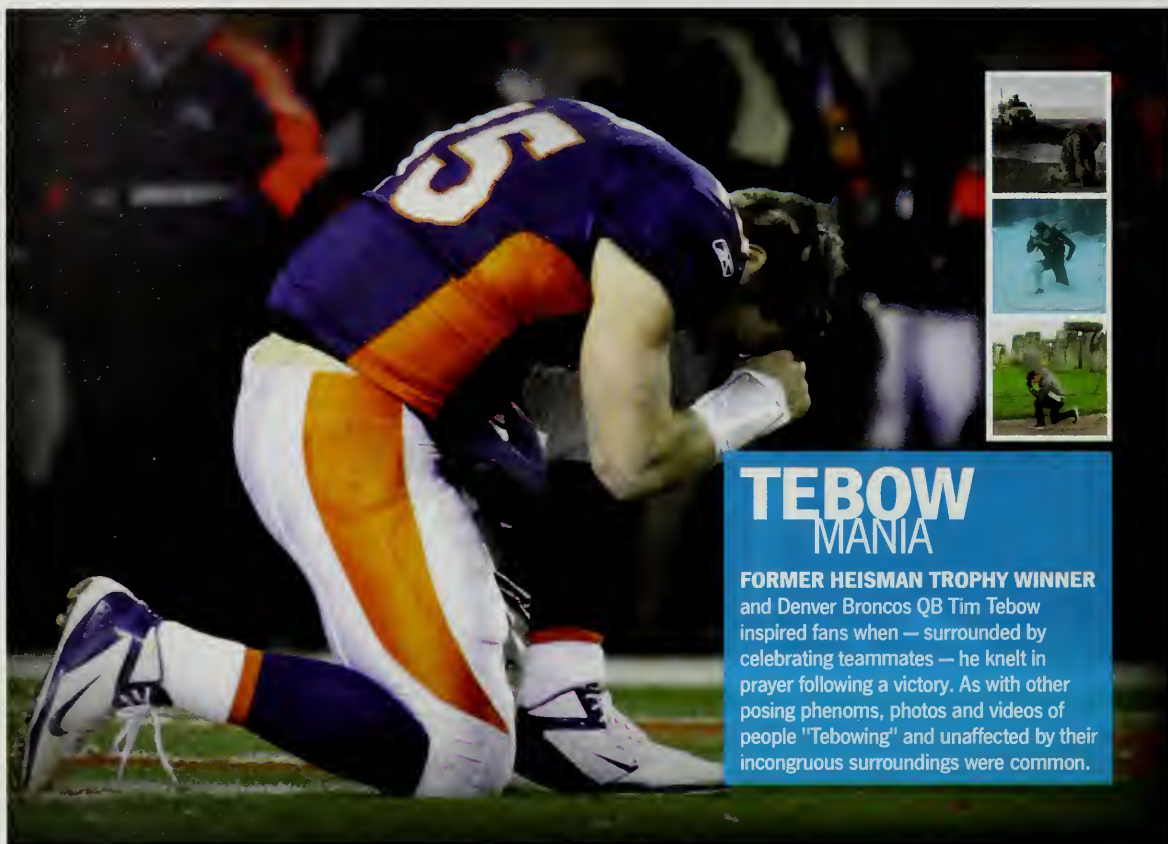 5
TEBOW
MANIA
FORMER HEISMAN TROPHY WINNER
and Denver Broncos QB Tim Tebow
inspired fans when — surrounded by
celebrating teammates — he knelt in
prayer following a victory. As with other
posing phenoms, photos and videos of
people "Tebowing" and unaffected by their
incongruous surroundings were common.